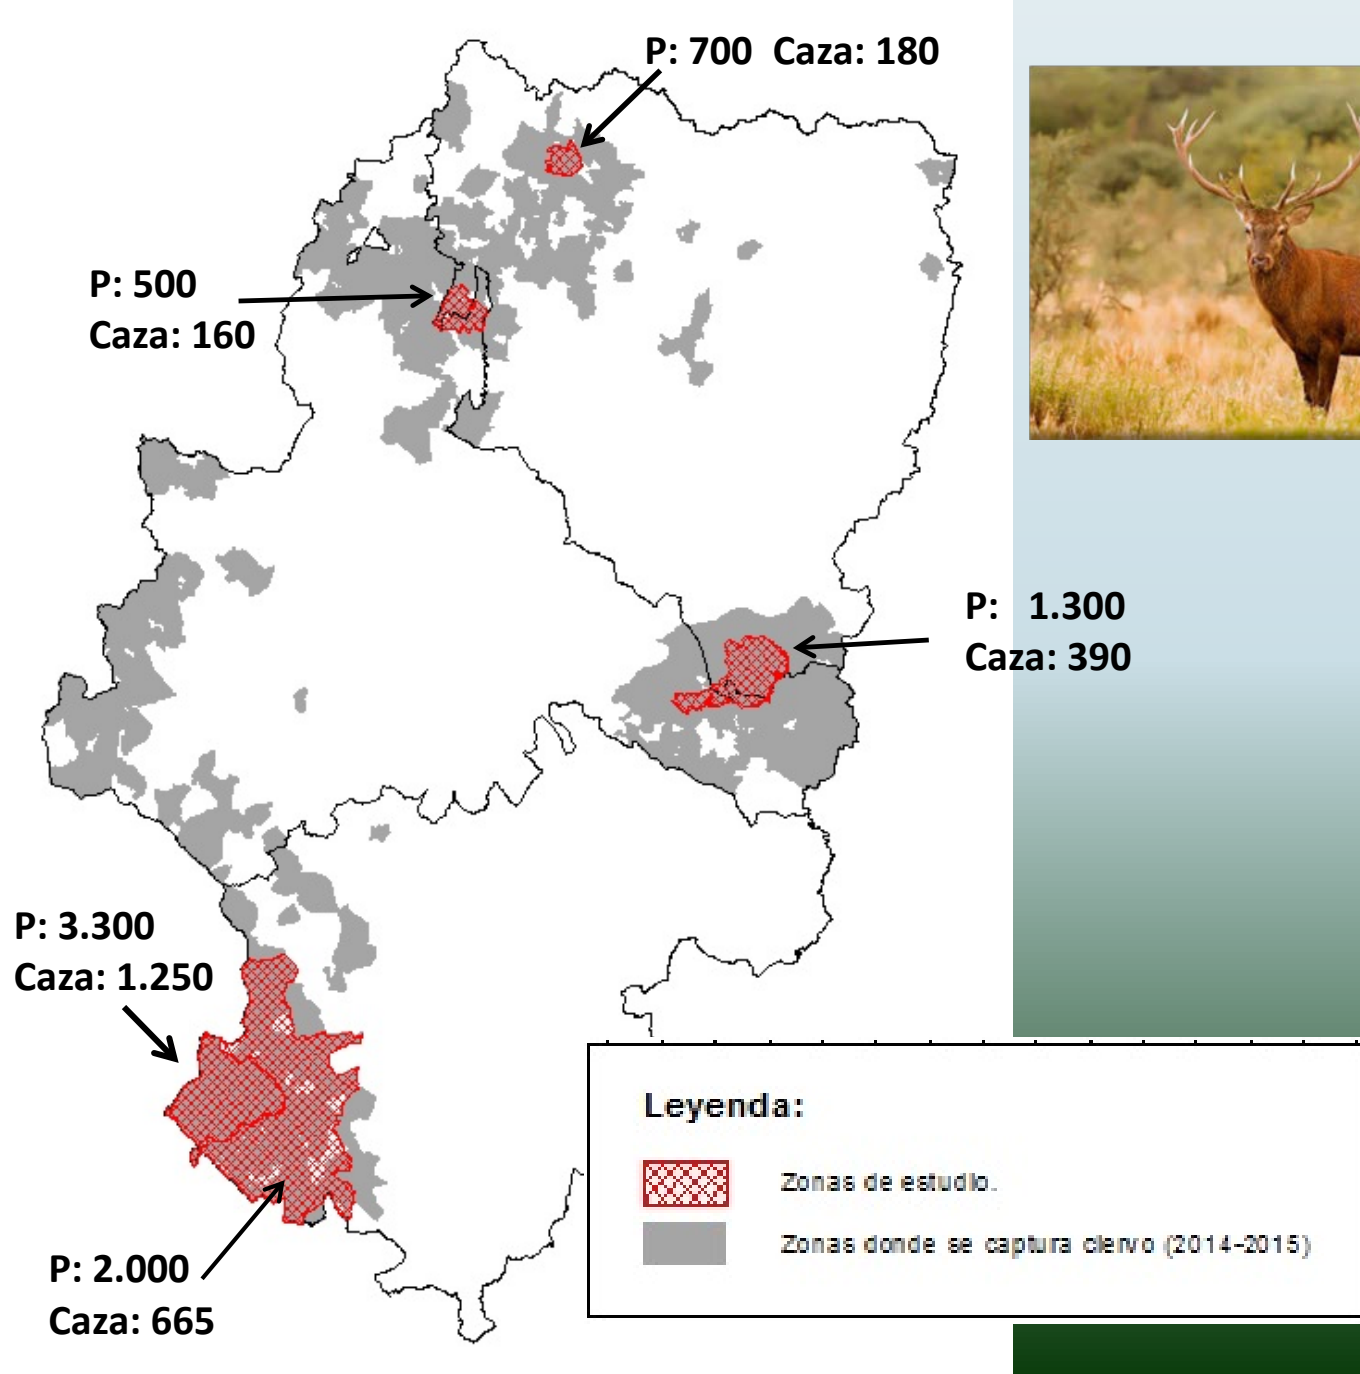 P: 700  Caza: 180
P: 500
Caza: 160
P:   1.300
Caza: 390
P: 3.300
Caza: 1.250
P: 2.000
Caza: 665
Leyenda:
Zonas de estudio.
Zonas donde se captura ciervo (2014-2015)